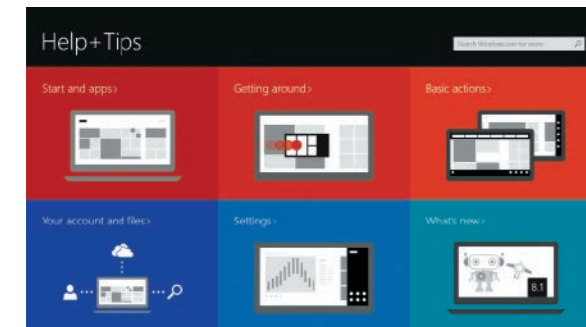 Help+Tips
Search Windows.com for more
Start and apps>
Getting around>
Basic actions>
Your account and files>
Settings>
What's new>
8.1